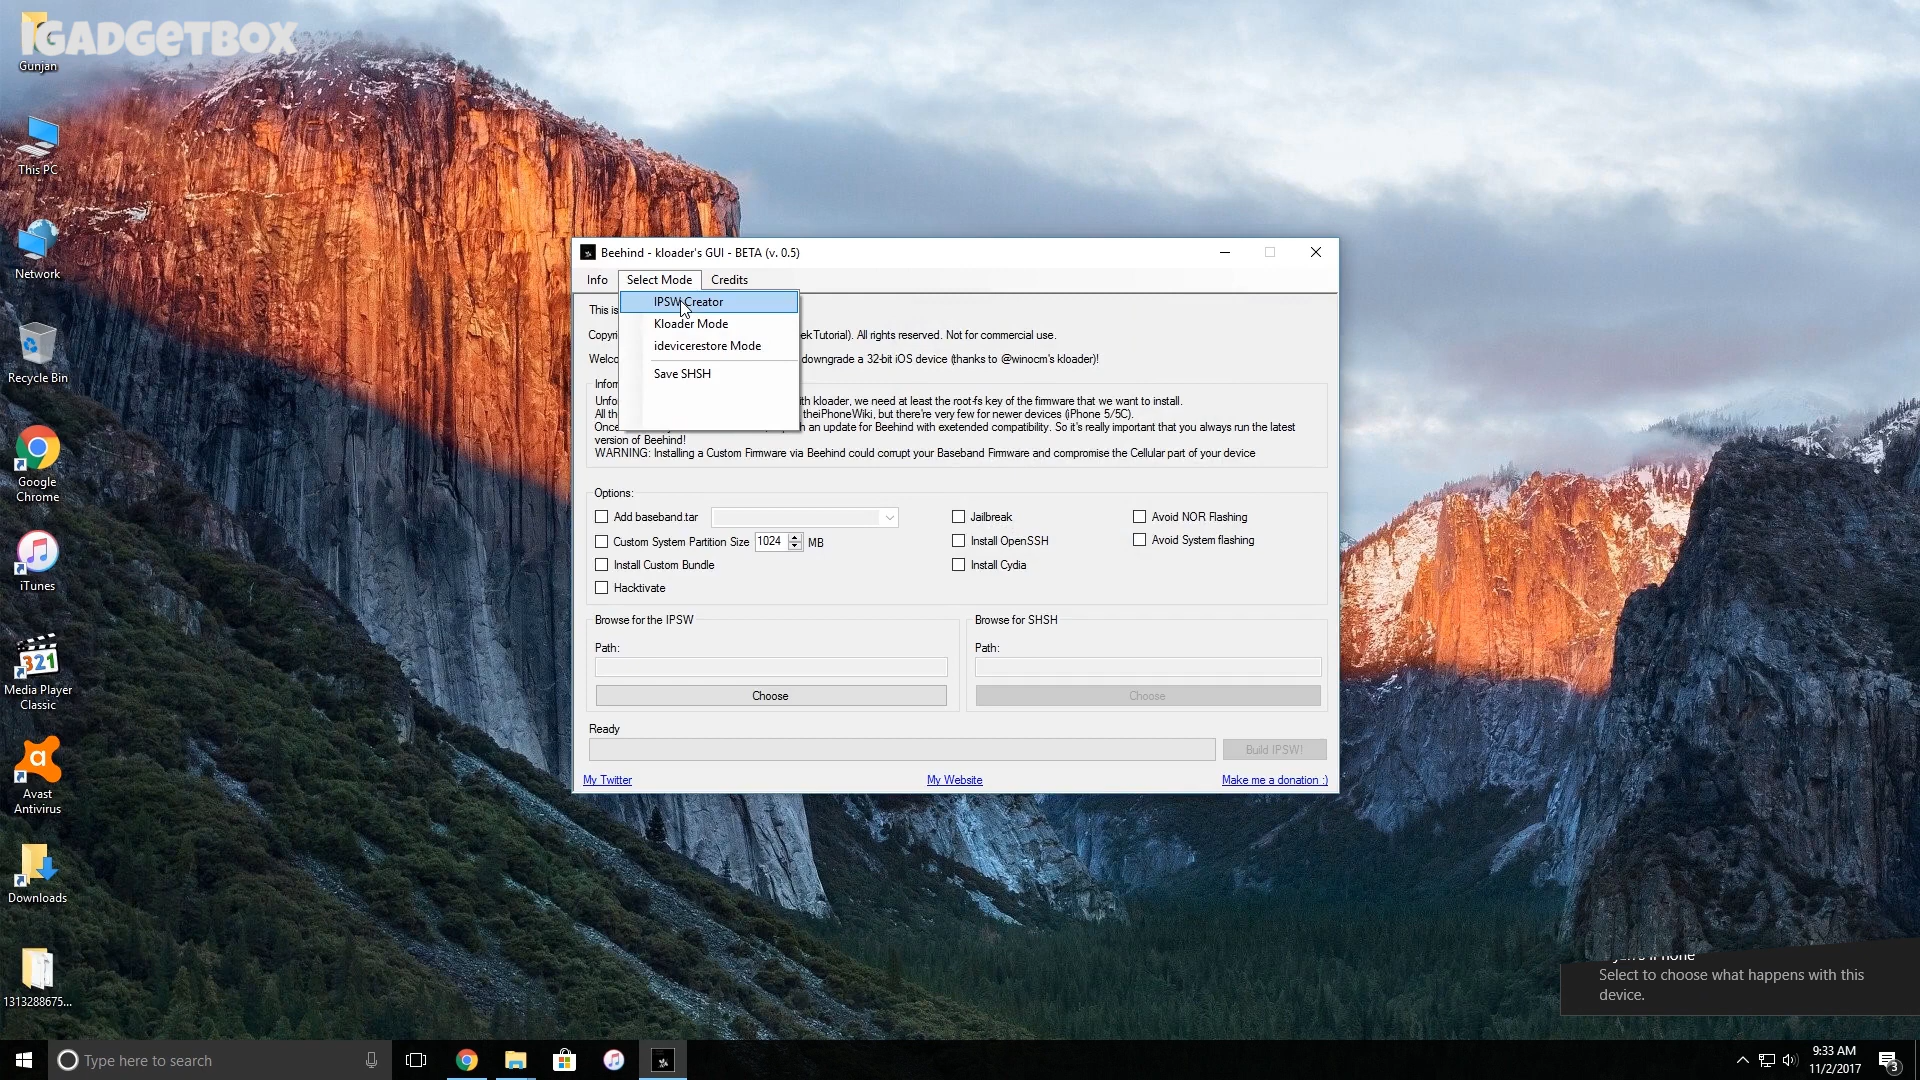 iGADGETBOX
Gunjan
This PC
Network
Recycle Bin
Google
Chrome
iTunes
321
Media Player
Classic
Avast
Antivirus
Downloads
1313288675...
Beehind - kloader's GUI - BETA (v. 0.5)
Info Select Mode Credits
IPSW Creator
Kloader Mode
idevicerestore Mode
Save SHSH
This is
Copyri ekTutorial). All rights reserved. Not for commercial use.
Welco downgrade a 32-bit iOS device (thanks to @winocm's kloader)!
Infor
Unfo th kloader, we need at least the root-fs key of the firmware that we want to install.
All th theiPhoneWiki, but there're very few for newer devices (iPhone 5/5C).
Once h an update for Beehind with exetended compatibility. So it's really important that you always run the latest
version of Beehind!
WARNING: Installing a Custom Firmware via Beehind could corrupt your Baseband Firmware and compromise the Cellular part of your device
Options:
Add baseband.tar Jailbreak Avoid NOR Flashing
Custom System Partition Size 1024 MB Install OpenSSH Avoid System flashing
Install Custom Bundle Install Cydia
Hacktivate
Browse for the IPSW Browse for SHSH
Path: Path:
Choose Choose
Ready
Build IPSW!
My Twitter My Website Make me a donation :)
Select to choose what happens with this
device.
Type here to search
9:33 AM
11/2/2017
3